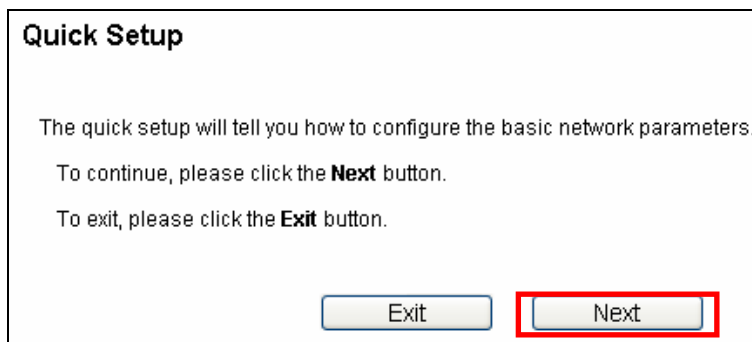 Quick Setup
The quick setup will tell you how to configure the basic network parameters.
To continue, please click the Next button.
To exit, please click the Exit button.
Exit Next